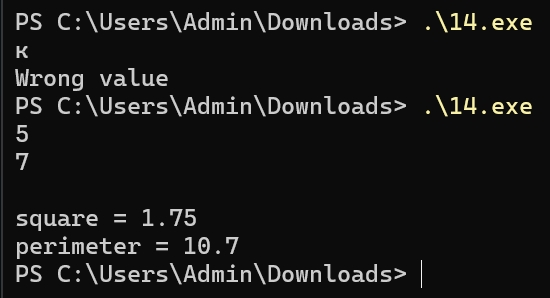 PS C:\Users\Admin\Downloads> .\14.exe
к
Wrong value
PS C:\Users\Admin\Downloads> .\14.exe
5
7
square = 1.75
perimeter = 10.7
PS C:\Users\Admin\Downloads>